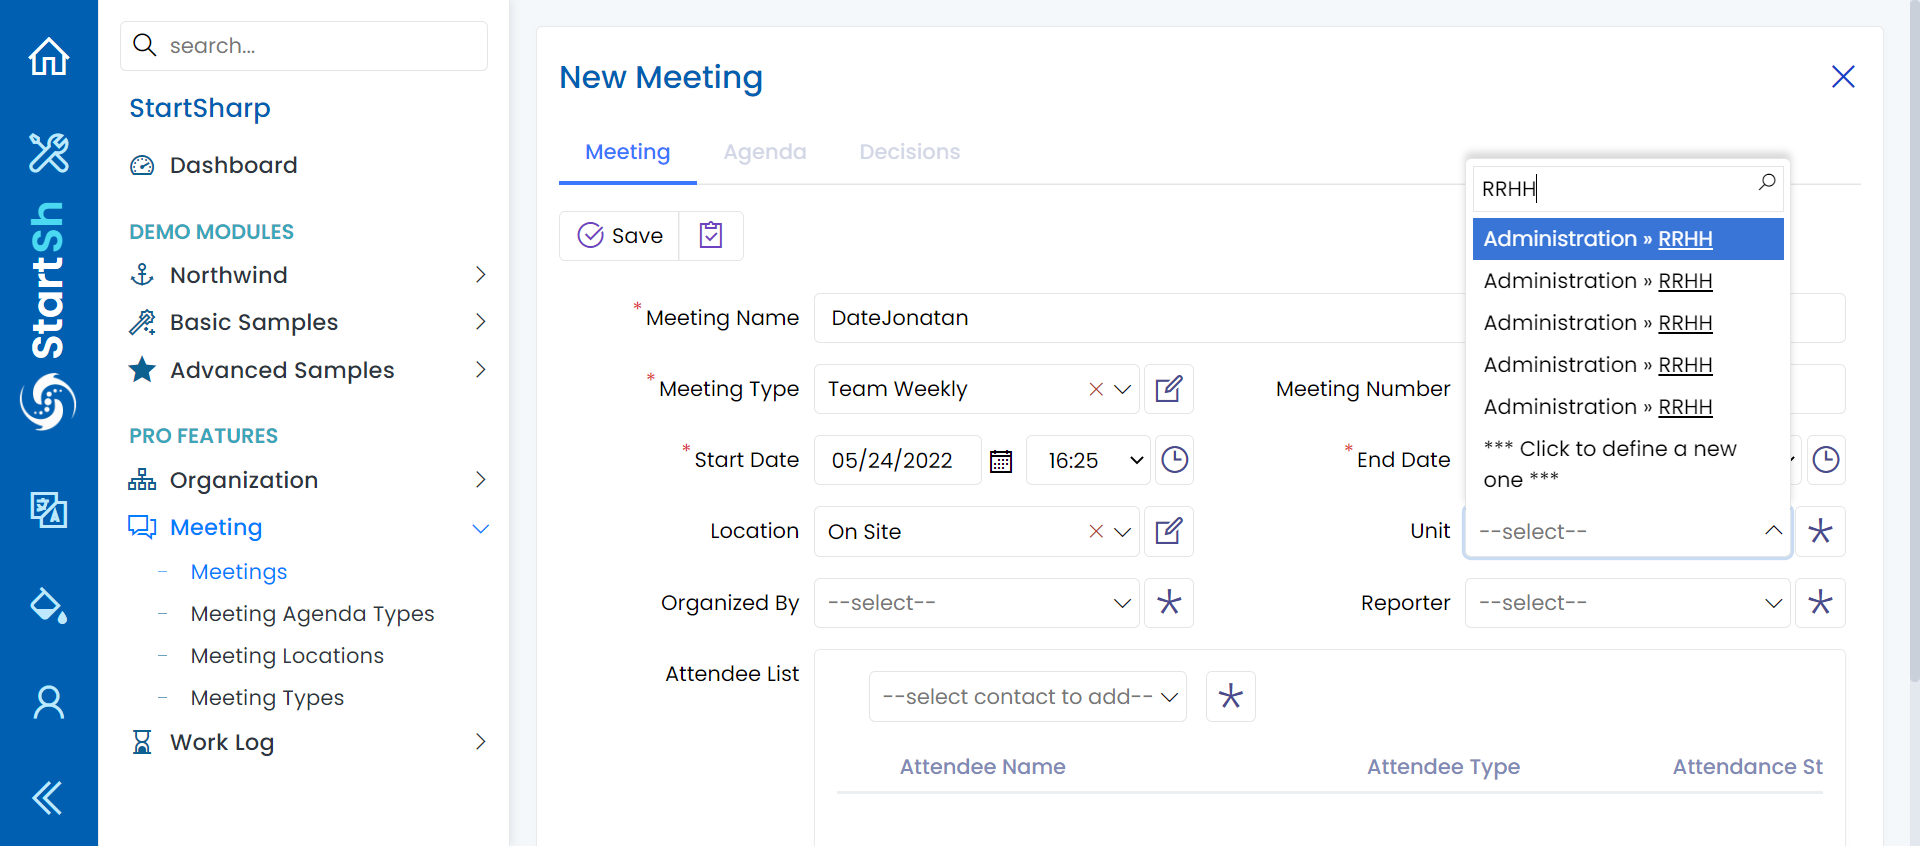 StartSh
search...
StartSharp
Dashboard
DEMO MODULES
Northwind
Basic Samples
Advanced Samples
PRO FEATURES
Organization
Meeting
Meetings
Meeting Agenda Types
Meeting Locations
Meeting Types
Work Log
New Meeting
Meeting Agenda Decisions
Save
* Meeting Name DateJonatan
* Meeting Type Team Weekly
Meeting Number
* Start Date 05/24/2022 16:25
* End Date
Location On Site
Unit --select--
RRHH
Administration » RRHH
Administration » RRHH
Administration » RRHH
Administration » RRHH
Administration » RRHH
*** Click to define a new
one ***
Organized By --select--
Reporter --select--
Attendee List
--select contact to add--
Attendee Name Attendee Type Attendance St